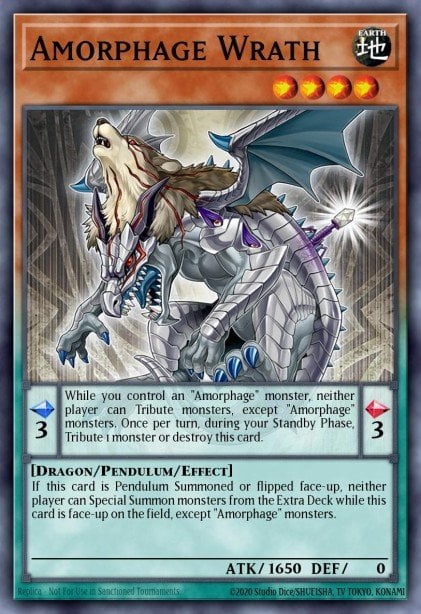 Amorphage Wrath
EARTH
地
While you control an "Amorphage" monster, neither
player can Tribute monsters, except "Amorphage"
monsters. Once per turn, during your Standby Phase,
Tribute 1 monster or destroy this card.
3
3
[Dragon/Pendulum/Effect]
If this card is Pendulum Summoned or flipped face-up, neither
player can Special Summon monsters from the Extra Deck while this
card is face-up on the field, except "Amorphage" monsters.
ATK/ 1650 DEF/ 0
Replica - Not For Use in Sanctioned Tournaments
©2020 Studio Dice/SHUEISHA, TV TOKYO, KONAMI